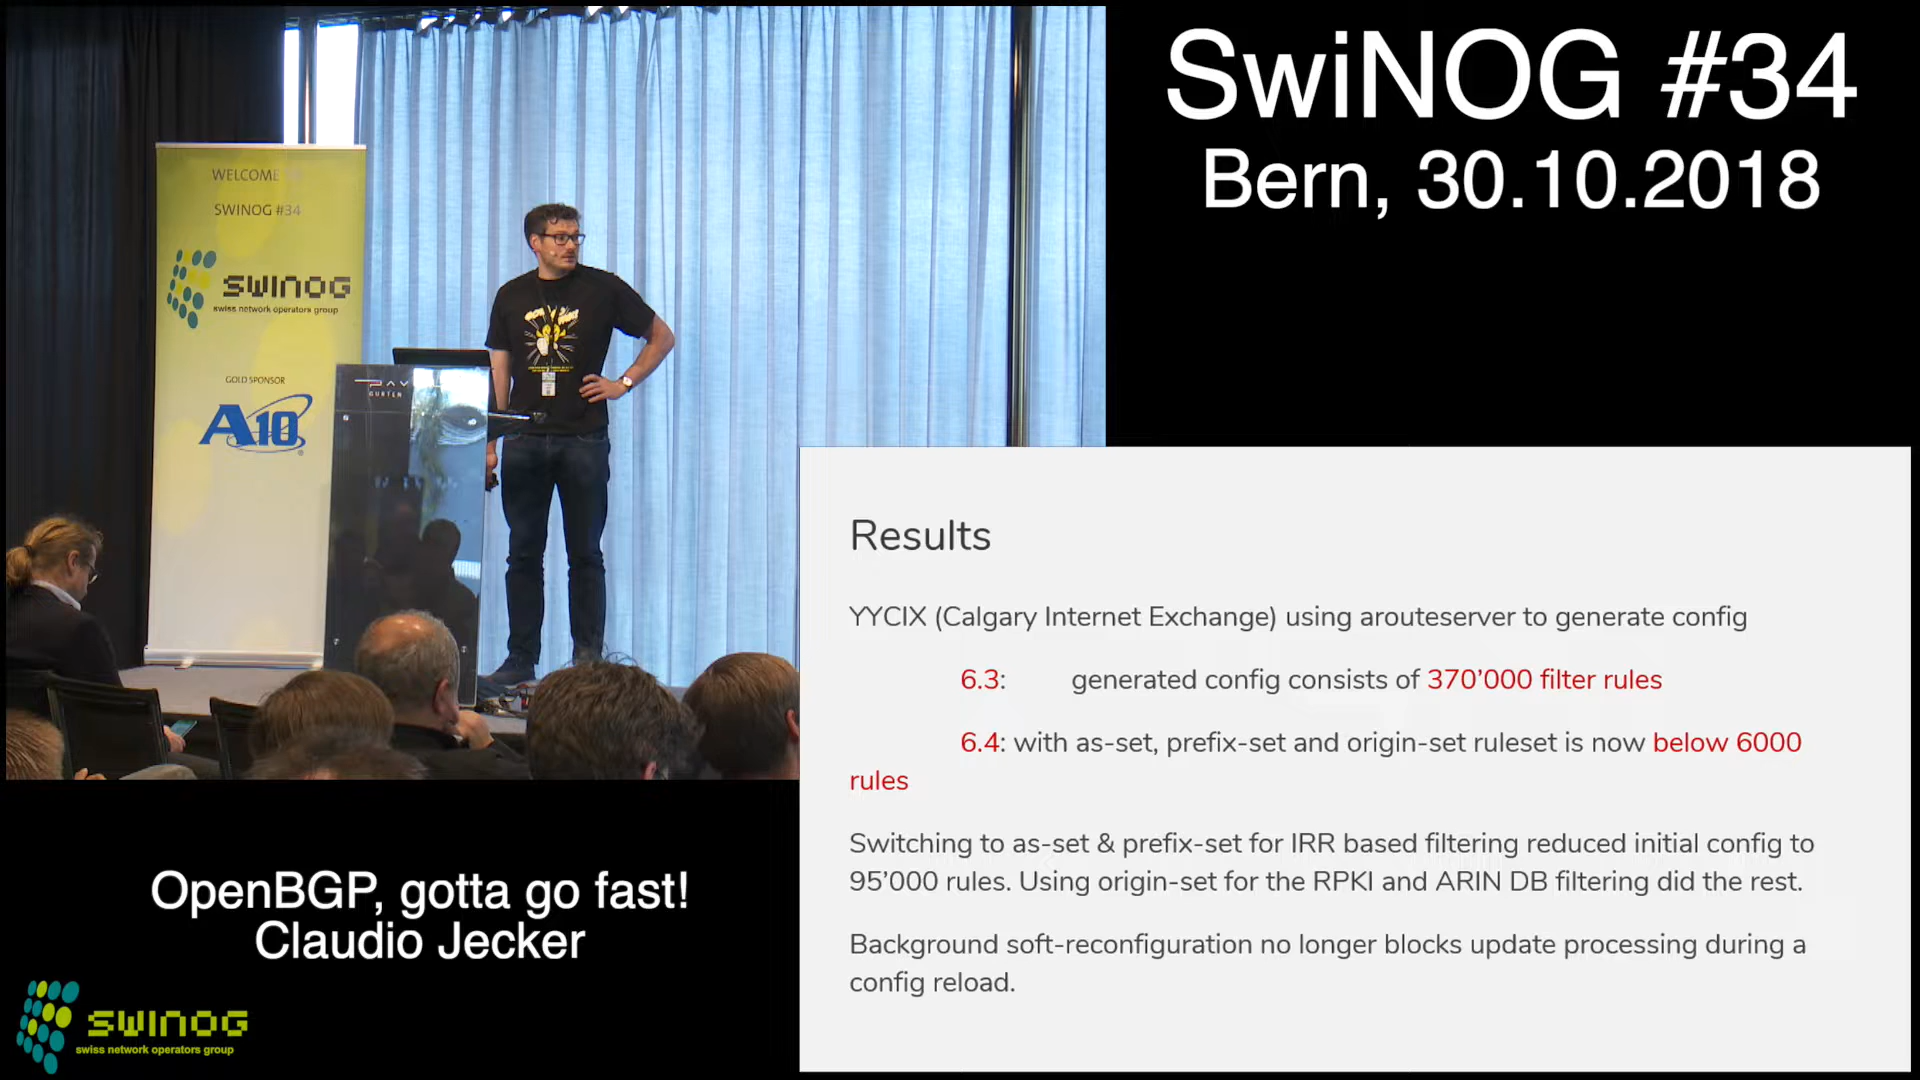 SwiNOG #34
Bern, 30.10.2018
WELCOME
SWINOG #34
swinog
swiss network operators group
GOLD SPONSOR
A10
GURTEN
Results
YYCIX (Calgary Internet Exchange) using arouteserver to generate config
6.3: generated config consists of 370’000 filter rules
6.4: with as-set, prefix-set and origin-set ruleset is now below 6000
rules
Switching to as-set & prefix-set for IRR based filtering reduced initial config to
95’000 rules. Using origin-set for the RPKI and ARIN DB filtering did the rest.
Background soft-reconfiguration no longer blocks update processing during a
config reload.
OpenBGP, gotta go fast!
Claudio Jecker
swinog
swiss network operators group